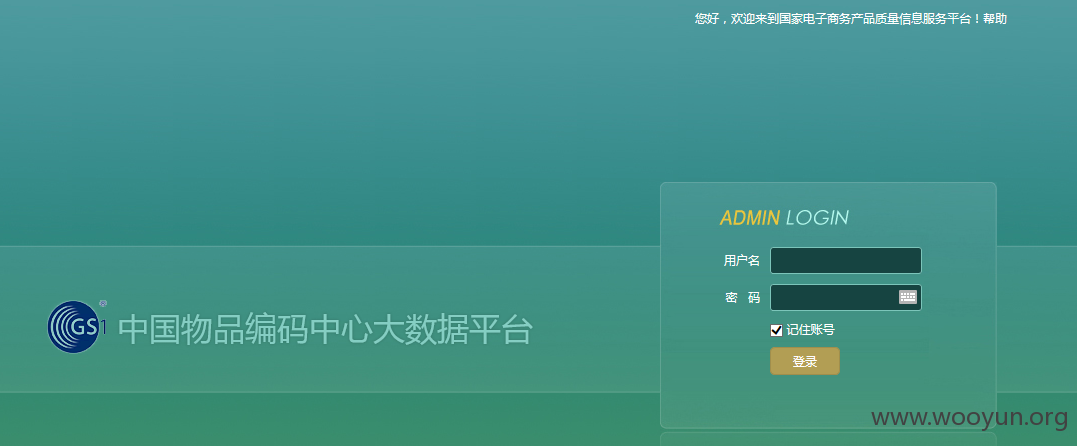 您好，欢迎来到国家电子商务产品质量信息服务平台！帮助
ADMIN LOGIN
用户名
密 码
记住账号
登录
GS1 ®
中国物品编码中心大数据平台
www.wooyun.org